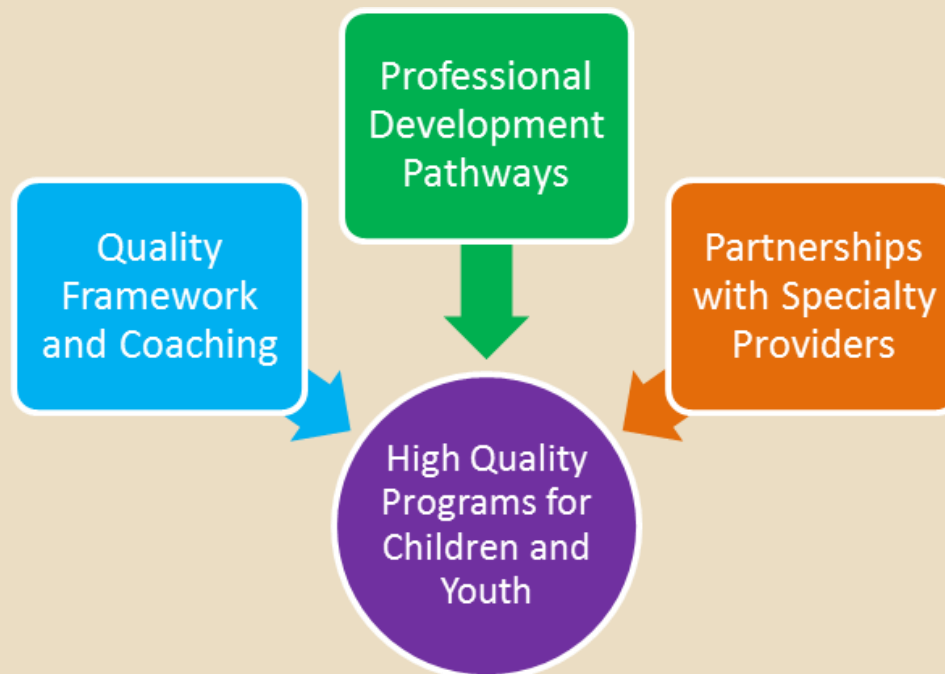 Professional
Development
Pathways
Quality
Framework
and Coaching
Partnerships
with Specialty
Providers
High Quality
Programs for
Children and
Youth